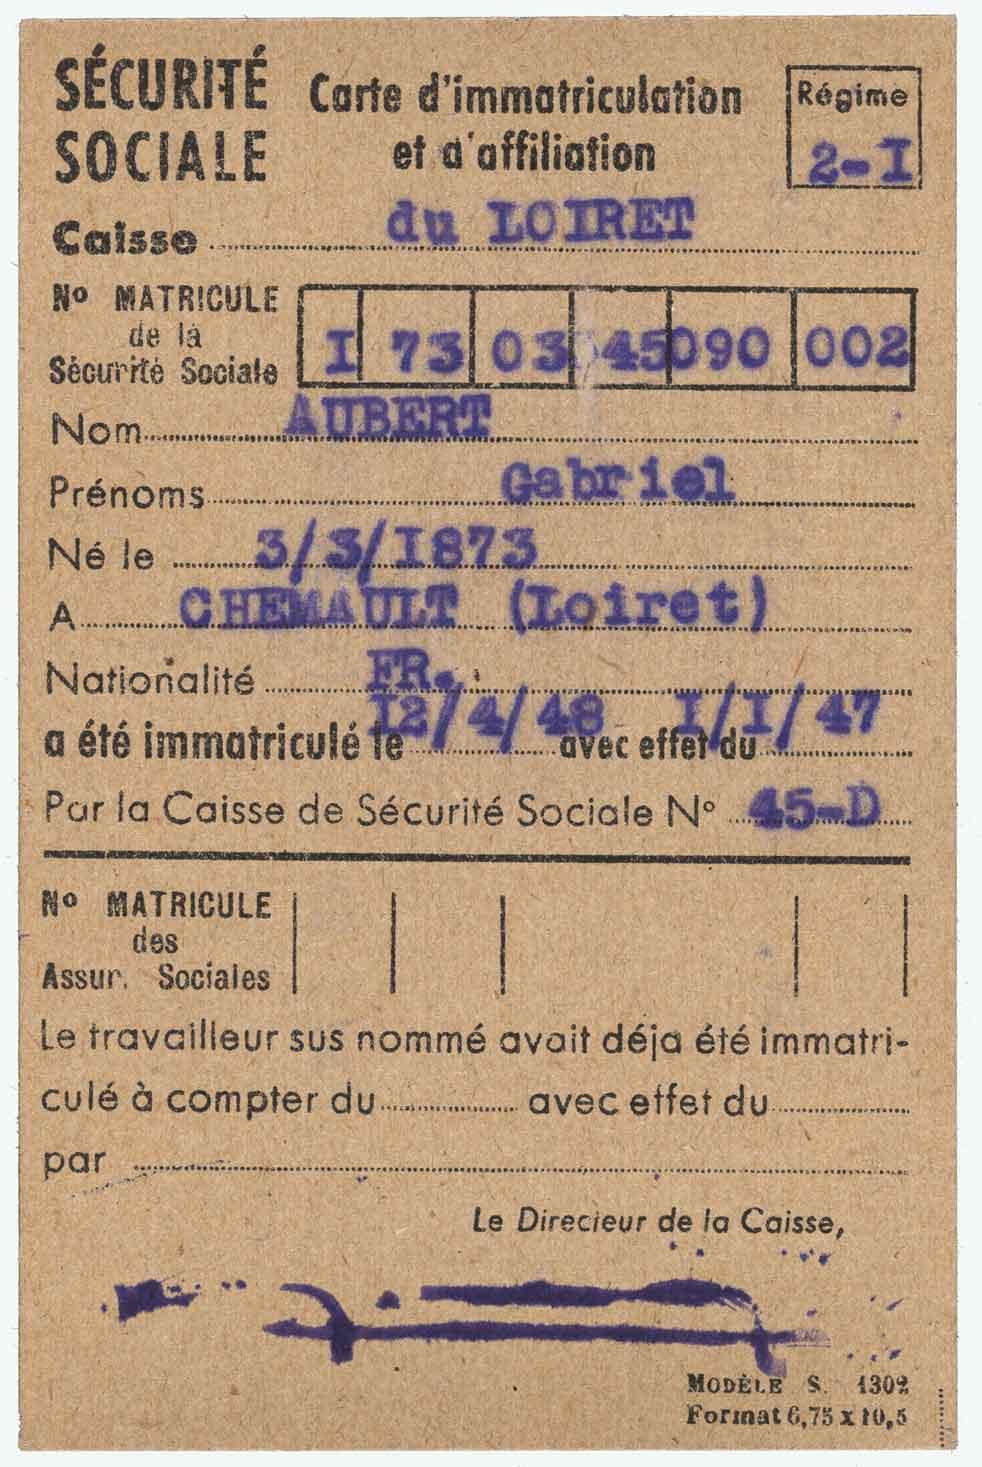 SÉCURITÉ SOCIALE
Carte d'immatriculation et d'affiliation
Régime
2-I
Caisse du LOIRET
No MATRICULE
de la
Sécurité Sociale
I 73 03 45 090 002
Nom AUBERT
Prénoms Gabriel
Né le 3/3/I873
A CHEMAULT (Loiret)
Nationalité FR.
a été immatriculé le 12/4/48 avec effet du I/I/47
Par la Caisse de Sécurité Sociale No 45-D
No MATRICULE
des
Assur. Sociales
Le travailleur sus nommé avait déja été immatri-
culé à compter du avec effet du
par
Le Directeur de la Caisse,
MODÈLE S. 1302
Format 6,75 x 10,5